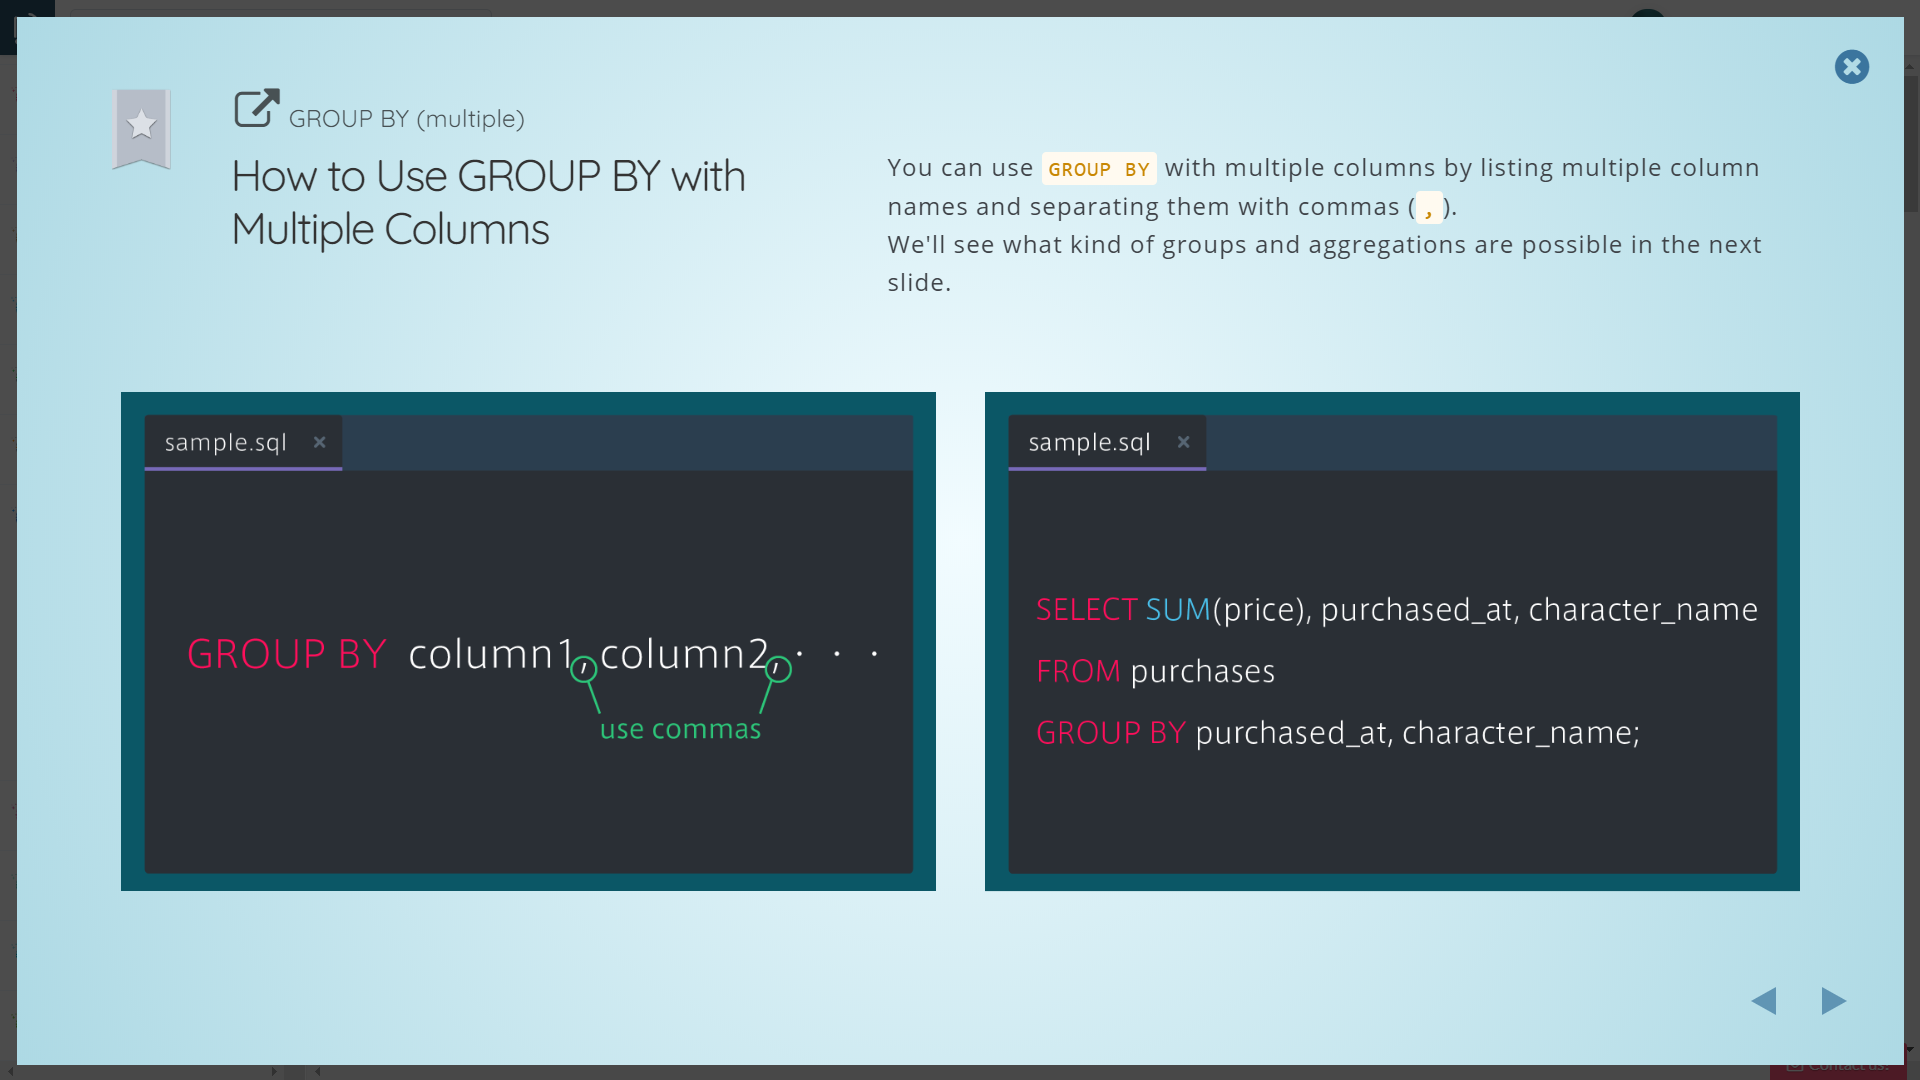 GROUP BY (multiple)
How to Use GROUP BY with
Multiple Columns
You can use GROUP BY with multiple columns by listing multiple column
names and separating them with commas ( , ).
We'll see what kind of groups and aggregations are possible in the next
slide.
sample.sql ×
GROUP BY column1, column2, · · ·
use commas
sample.sql ×
SELECT SUM(price), purchased_at, character_name
FROM purchases
GROUP BY purchased_at, character_name;
Contact us!